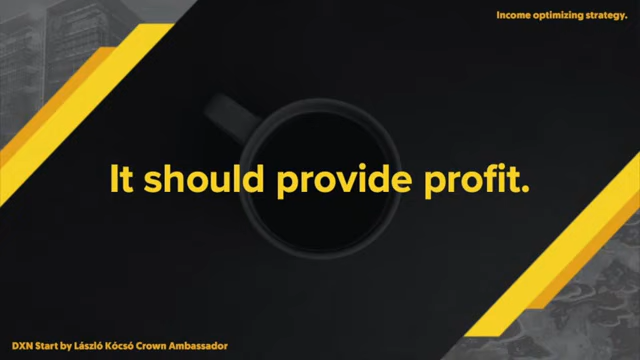 Income optimizing strategy.
It should provide profit.
DXN Start by László Kócsó Crown Ambassador